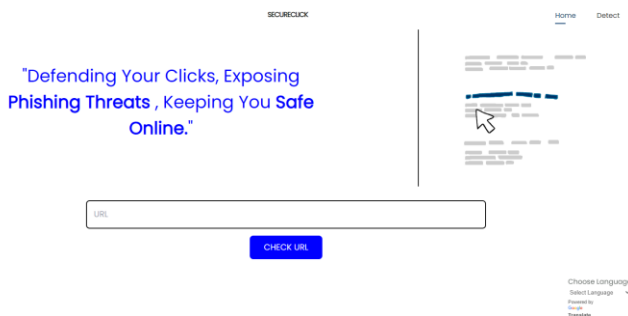 SECURECLICK
Home
Detect
"Defending Your Clicks, Exposing
Phishing Threats , Keeping You Safe
Online."
URL
CHECK URL
Choose Language
Select Language
Powered by
Google
Translate